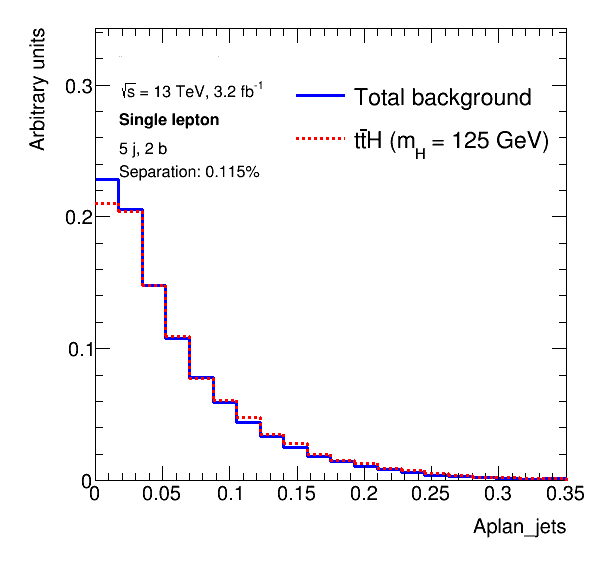 Arbitrary units
0.3
0.2
0.1
0
√s = 13 TeV, 3.2 fb⁻¹
Single lepton
5 j, 2 b
Separation: 0.115%
Total background
tt̄H (m_H = 125 GeV)
0 0.05 0.1 0.15 0.2 0.25 0.3 0.35
Aplan_jets